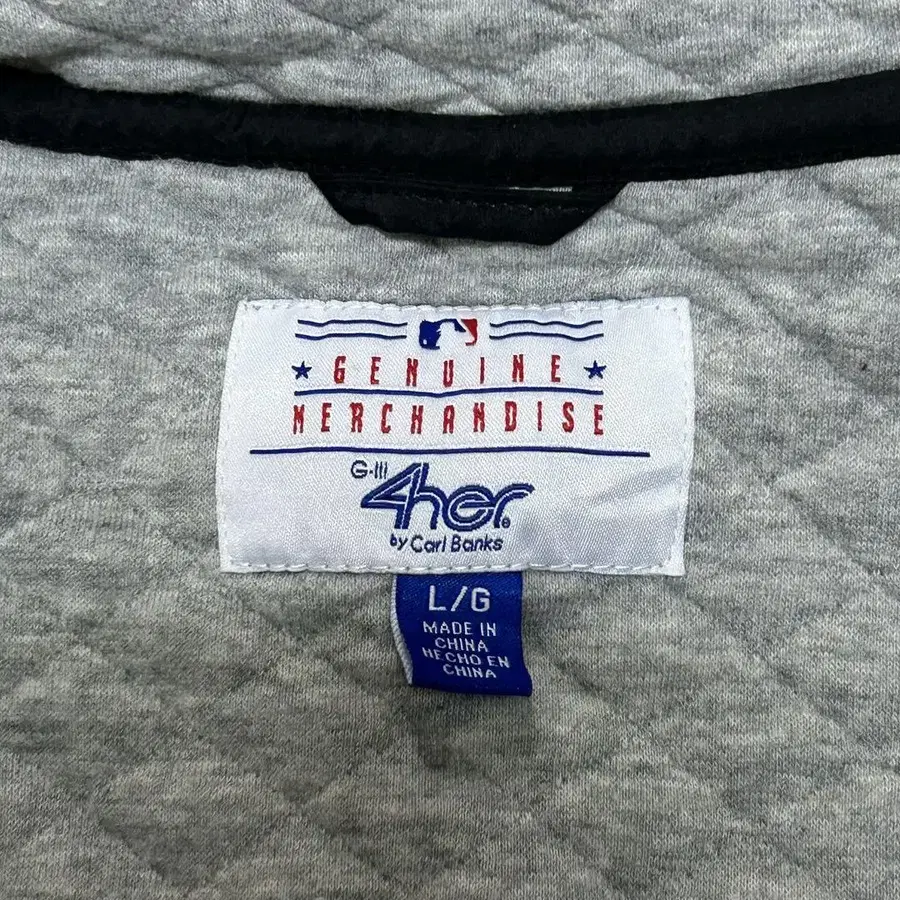 GENUINE
MERCHANDISE
G-III
4her
by Carl Banks
L/G
MADE IN
CHINA
HECHO EN
CHINA